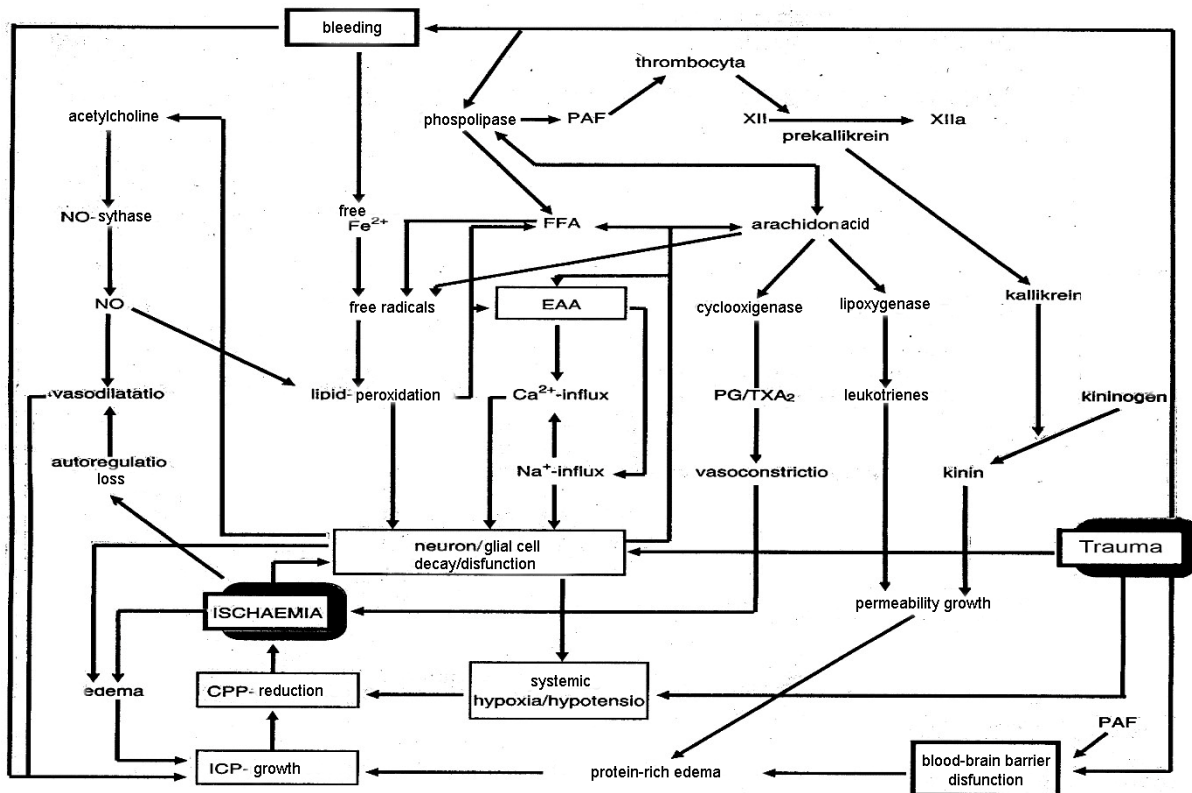 bleeding
thrombocyta
acetylcholine
phospolipase
PAF
XII
XIIa
prekallikrein
NO-sythase
free
Fe²⁺
FFA
arachidon acid
NO
free radicals
EAA
cyclooxigenase
lipoxygenase
kallikrein
vasodilatatio
lipid- peroxidation
Ca²⁺-influx
PG/TXA₂
leukotrienes
kininogen
autoregulatio
loss
Na⁺-influx
vasoconstrictio
kinin
neuron/glial cell
decay/disfunction
Trauma
ISCHAEMIA
permeability growth
edema
CPP- reduction
systemic
hypoxia/hypotensio
PAF
ICP- growth
protein-rich edema
blood-brain barrier
disfunction